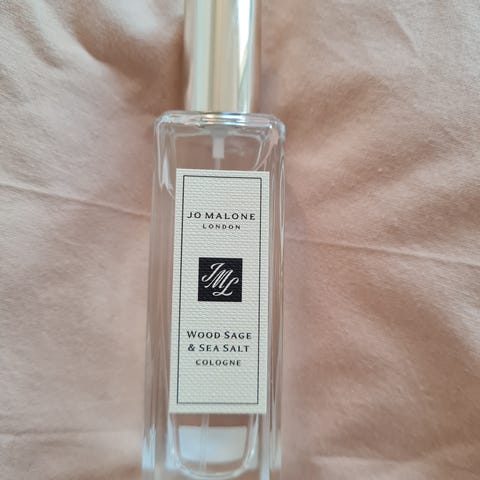 JO MALONE
LONDON
JML
WOOD SAGE
& SEA SALT
COLOGNE